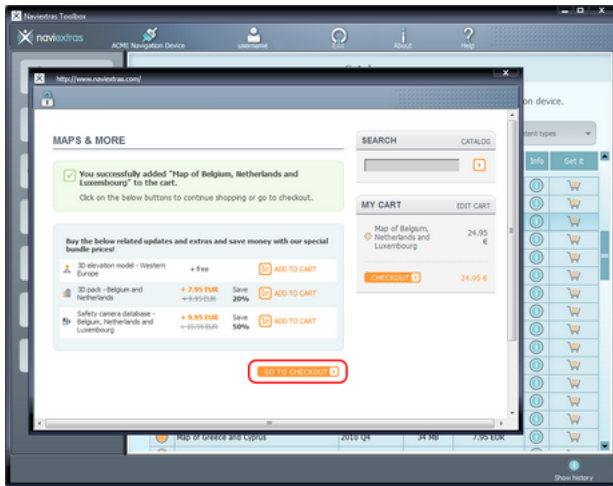 Naviextras Toolbox
naviextras
ACME Navigation Device
username
Exit
About
Help
http://www.naviextras.com/
on device.
MAPS & MORE
You successfully added "Map of Belgium, Netherlands and
Luxembourg" to the cart.
Click on the below buttons to continue shopping or go to checkout.
SEARCH
CATALOG
MY CART
EDIT CART
Map of Belgium,
Netherlands and
Luxembourg
24.95
€
CHECKOUT
24.95 €
Info
Get it
Buy the below related updates and extras and save money with our special
bundle prices!
3D elevation model - Western
Europe
+ free
ADD TO CART
3D pack - Belgium and
Netherlands
+ 7.95 EUR
+ 9.95 EUR
Save
20%
ADD TO CART
Safety camera database -
Belgium, Netherlands and
Luxembourg
+ 9.95 EUR
Save
50%
ADD TO CART
GO TO CHECKOUT
Map of Greece and Cyprus
2010 Q4
34 MB
7.95 EUR
Show history